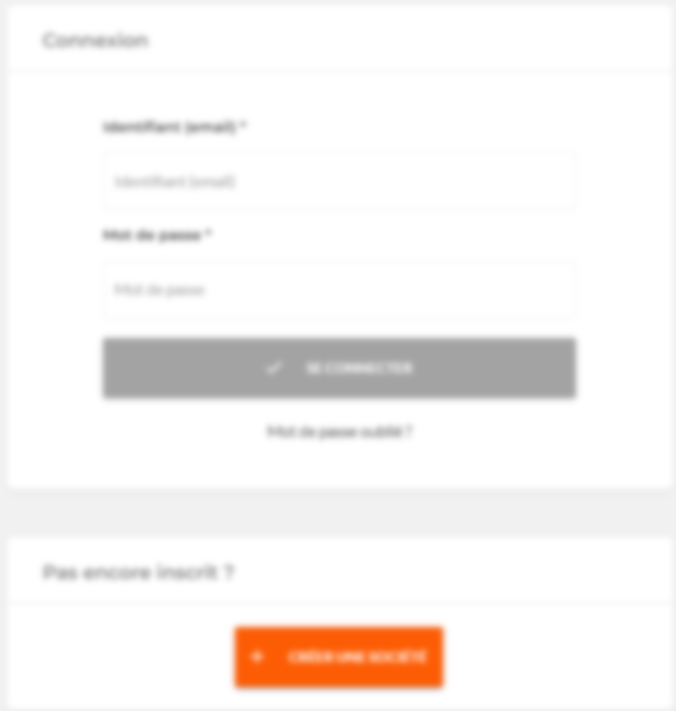 Connexion
Identifiant (email) *
Identifiant (email)
Mot de passe *
Mot de passe
SE CONNECTER
Mot de passe oublié ?
Pas encore inscrit ?
CRÉER UNE SOCIÉTÉ